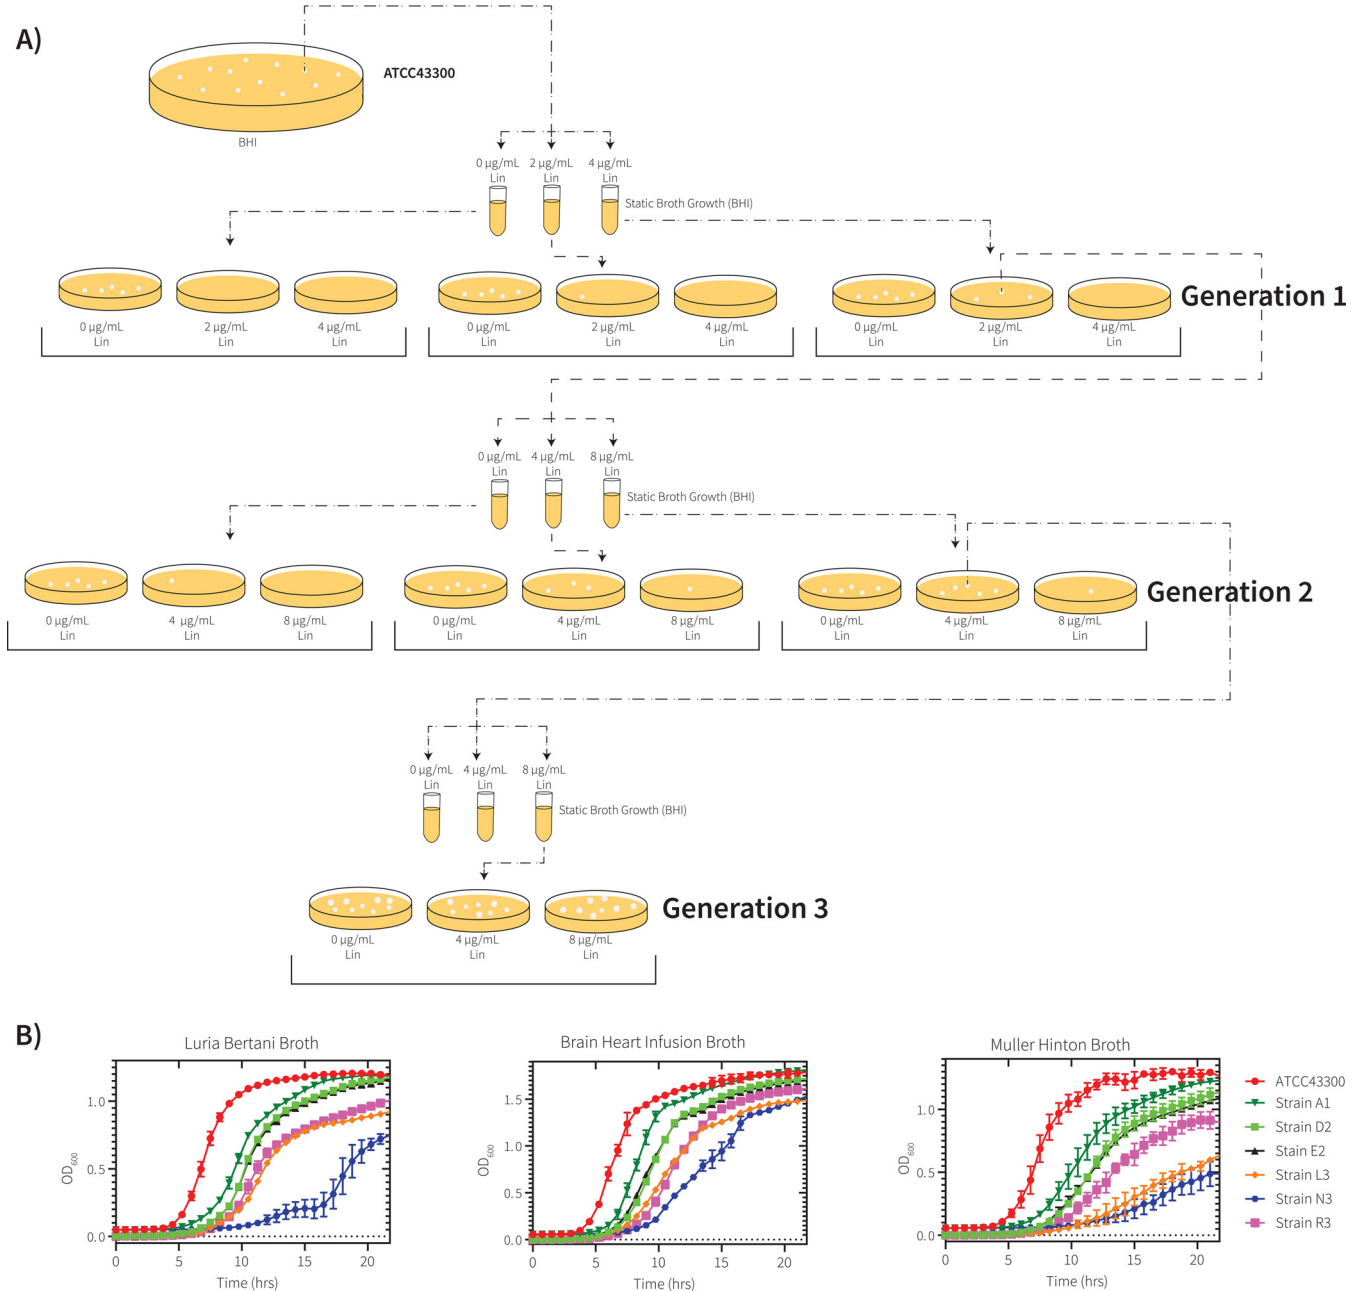 A)
ATCC43300
BHI
0 µg/mL 2 µg/mL 4 µg/mL
Lin Lin Lin
Static Broth Growth (BHI)
Generation 1
0 µg/mL 2 µg/mL 4 µg/mL 0 µg/mL 2 µg/mL 4 µg/mL 0 µg/mL 2 µg/mL 4 µg/mL
Lin Lin Lin Lin Lin Lin Lin Lin Lin
0 µg/mL 4 µg/mL 8 µg/mL
Lin Lin Lin
Static Broth Growth (BHI)
Generation 2
0 µg/mL 4 µg/mL 8 µg/mL 0 µg/mL 4 µg/mL 8 µg/mL 0 µg/mL 4 µg/mL 8 µg/mL
Lin Lin Lin Lin Lin Lin Lin Lin Lin
0 µg/mL 4 µg/mL 8 µg/mL
Lin Lin Lin
Static Broth Growth (BHI)
Generation 3
0 µg/mL 4 µg/mL 8 µg/mL
Lin Lin Lin
B)
Luria Bertani Broth
OD600
1.0
0.5
0.0
0 5 10 15 20
Time (hrs)
Brain Heart Infusion Broth
OD600
1.5
1.0
0.5
0.0
0 5 10 15 20
Time (hrs)
Muller Hinton Broth
OD600
1.0
0.5
0.0
0 5 10 15 20
Time (hrs)
ATCC43300
Strain A1
Strain D2
Stain E2
Strain L3
Strain N3
Strain R3